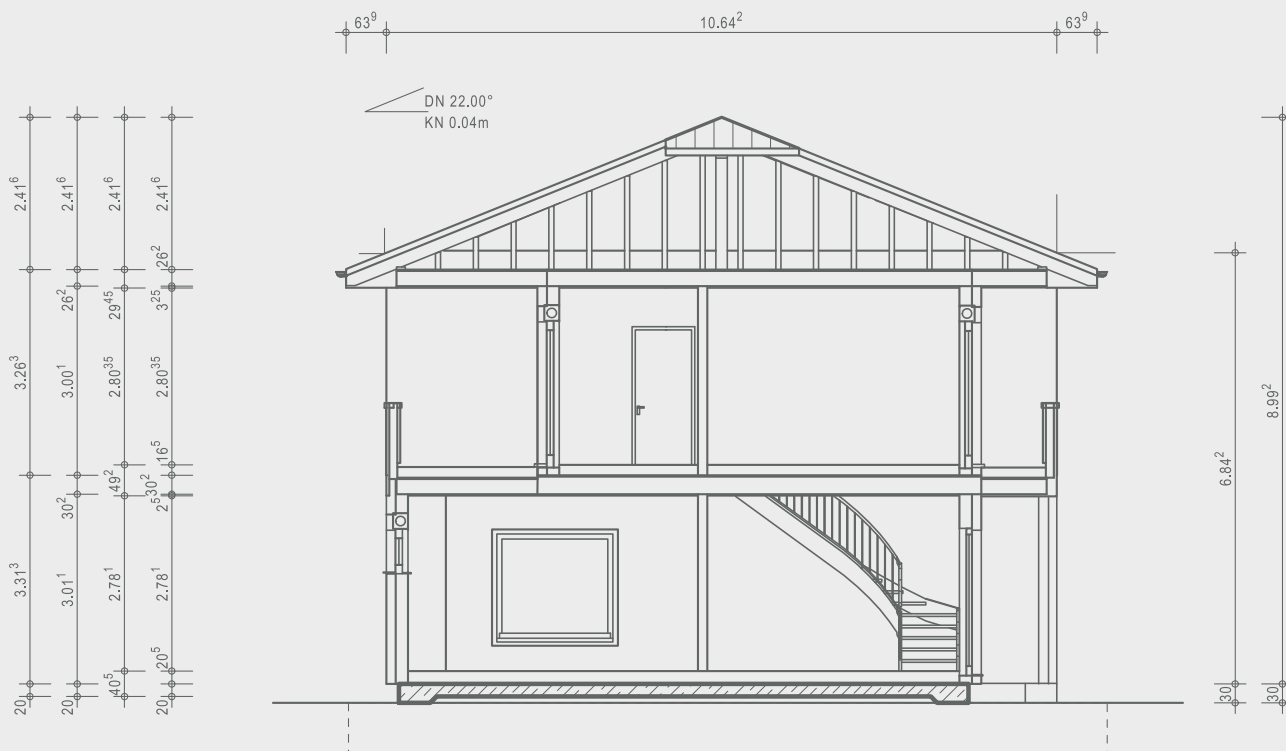 63⁹ 10.64² 63⁹
DN 22.00°
KN 0.04m
2.41⁶ 2.41⁶ 2.41⁶ 2.41⁶
26²
26² 29⁴⁵ 3²⁵
3.26³ 3.00¹ 2.80³⁵ 2.80³⁵
8.99²
6.84²
16⁵
30² 49² 30²
2⁵
3.31³ 3.01¹ 2.78¹ 2.78¹
20⁵
40⁵
20 20 20
30 30